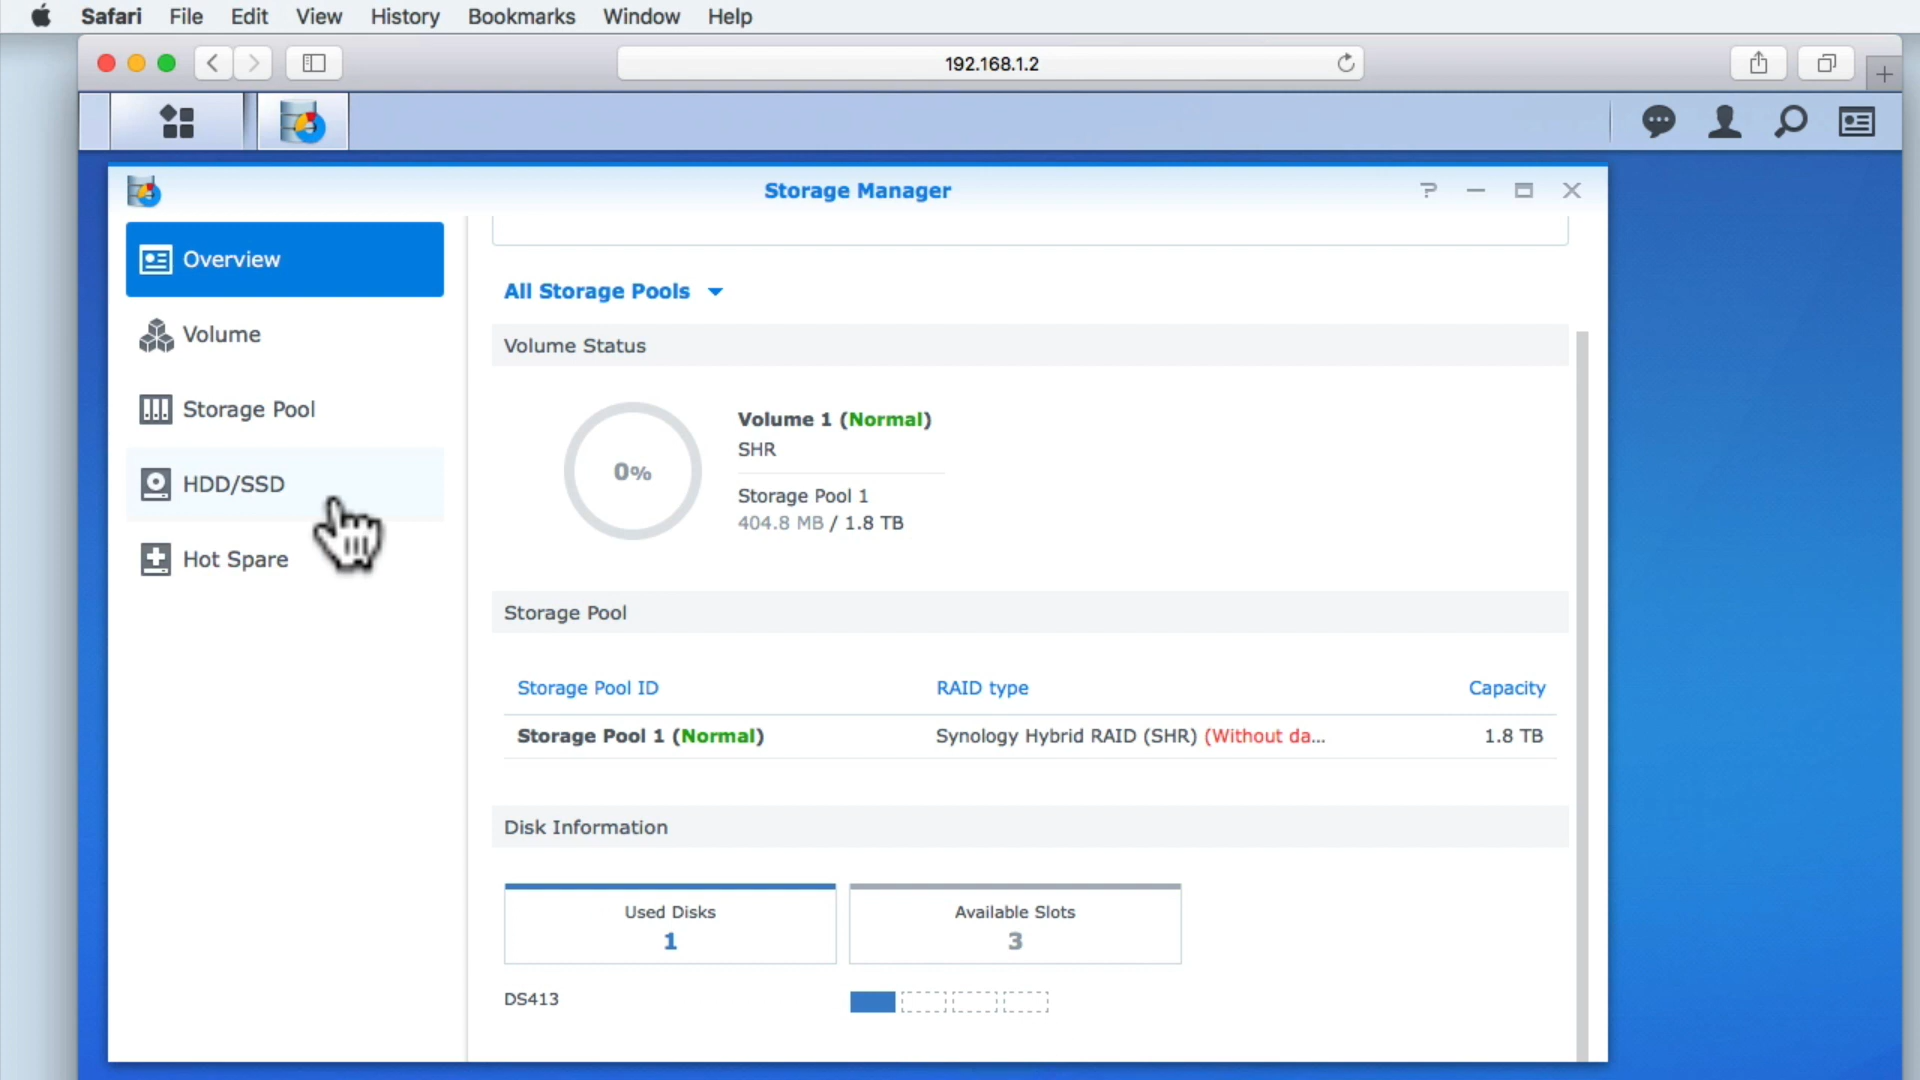 Safari File Edit View History Bookmarks Window Help
192.168.1.2
Storage Manager
Overview
Volume
Storage Pool
HDD/SSD
Hot Spare
All Storage Pools
Volume Status
0%
Volume 1 (Normal)
SHR
Storage Pool 1
404.8 MB / 1.8 TB
Storage Pool
Storage Pool ID RAID type Capacity
Storage Pool 1 (Normal) Synology Hybrid RAID (SHR) (Without da... 1.8 TB
Disk Information
Used Disks
1
Available Slots
3
DS413